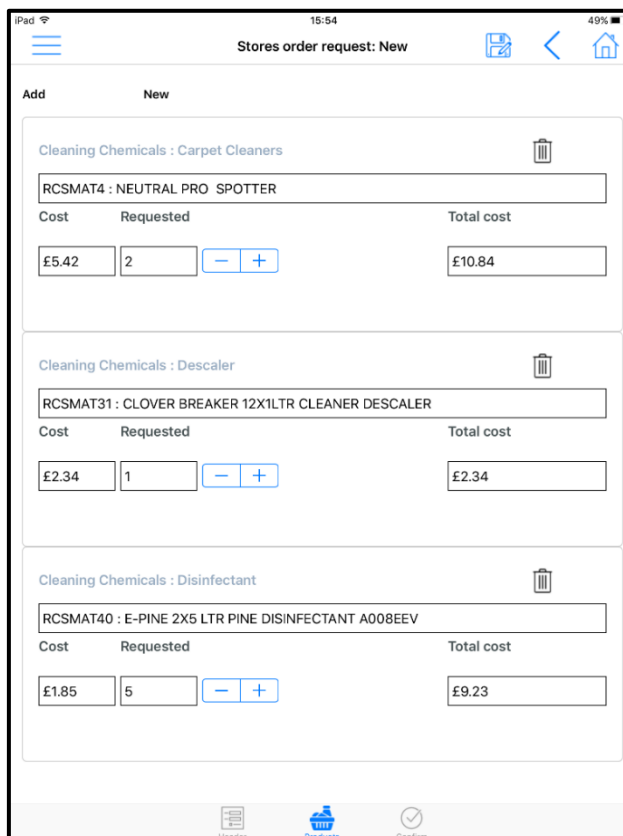 iPad 15:54 49%
Stores order request: New
Add New
Cleaning Chemicals : Carpet Cleaners
RCSMAT4 : NEUTRAL PRO SPOTTER
Cost Requested Total cost
£5.42 2 − + £10.84
Cleaning Chemicals : Descaler
RCSMAT31 : CLOVER BREAKER 12X1LTR CLEANER DESCALER
Cost Requested Total cost
£2.34 1 − + £2.34
Cleaning Chemicals : Disinfectant
RCSMAT40 : E-PINE 2X5 LTR PINE DISINFECTANT A008EEV
Cost Requested Total cost
£1.85 5 − + £9.23